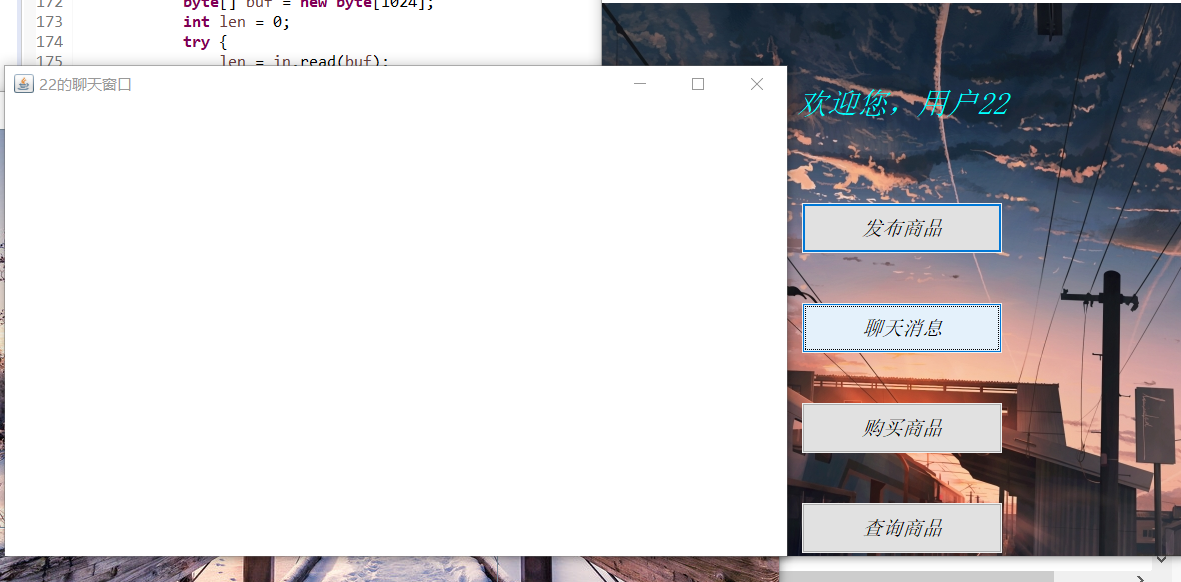 172 byte[] buf = new byte[1024];
173 int len = 0;
174 try {
175 len = in.read(buf);
22的聊天窗口
欢迎您，用户22
发布商品
聊天消息
购买商品
查询商品